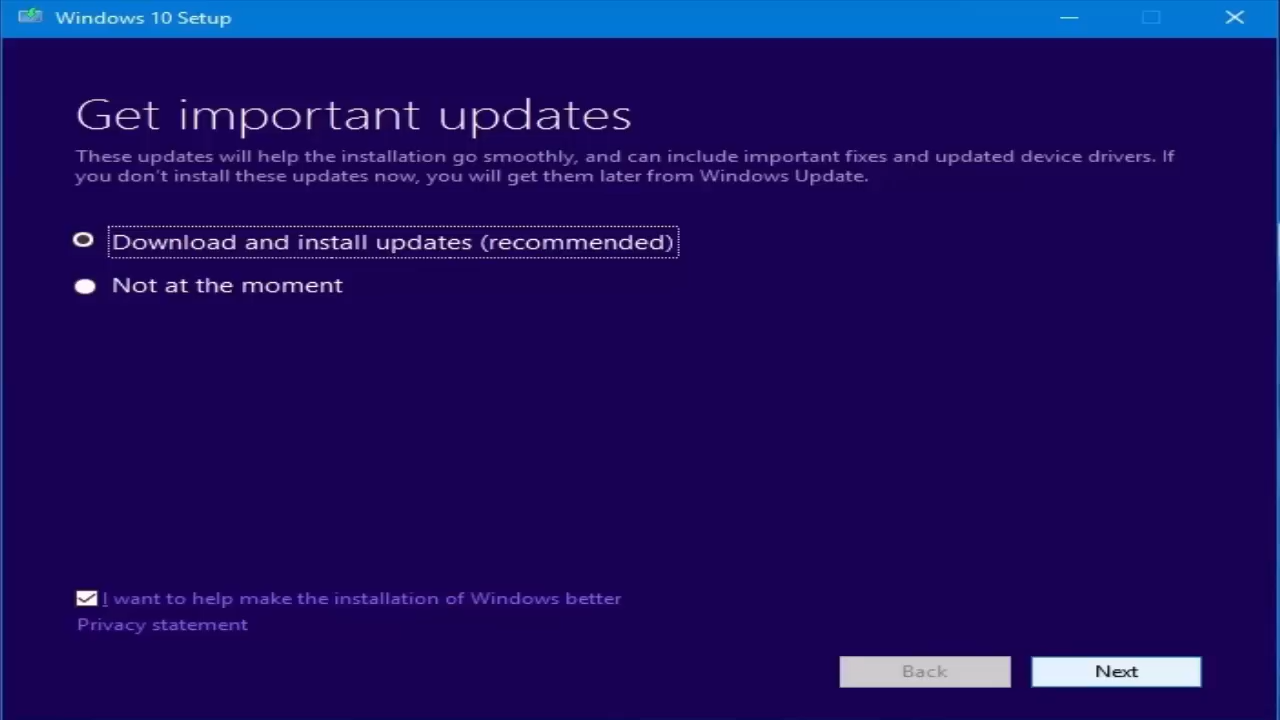 Windows 10 Setup
Get important updates
These updates will help the installation go smoothly, and can include important fixes and updated device drivers. If
you don't install these updates now, you will get them later from Windows Update.
Download and install updates (recommended)
Not at the moment
I want to help make the installation of Windows better
Privacy statement
Back
Next